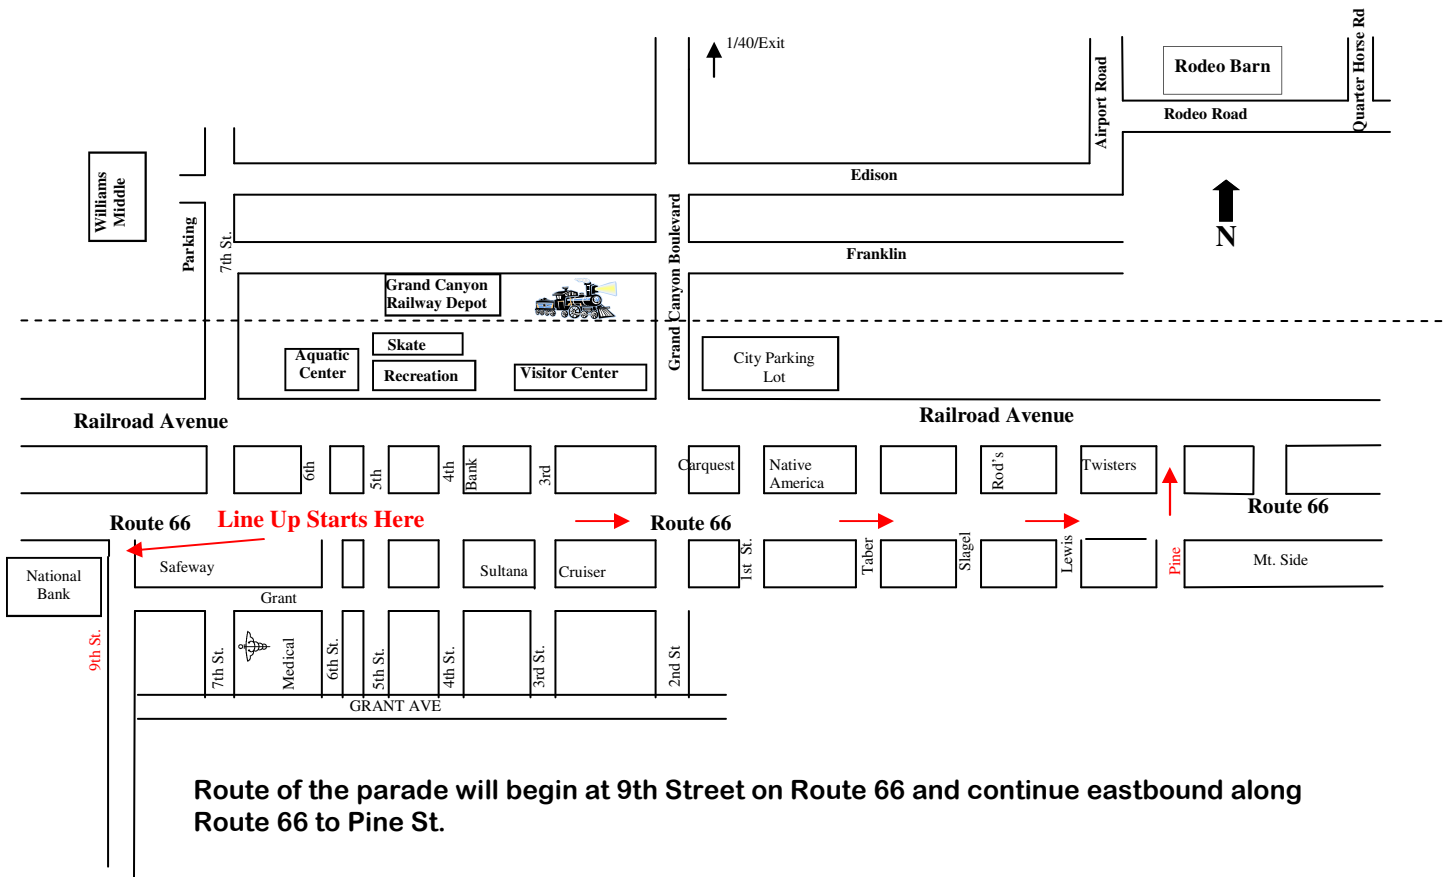 1/40/Exit
Rodeo Barn
Quarter Horse Rd
Airport Road
Rodeo Road
Williams
Middle
Edison
Parking
7th St.
Grand Canyon Boulevard
N
Franklin
Grand Canyon
Railway Depot
Skate
Aquatic
Center
Recreation
Visitor Center
City Parking
Lot
Railroad Avenue
Railroad Avenue
6th
5th
4th
Bank
3rd
Carquest
Native
America
Rod's
Twisters
Route 66
Line Up Starts Here
Route 66
Route 66
National
Bank
Safeway
Sultana
Cruiser
1st St.
Taber
Slagel
Lewis
Pine
Mt. Side
Grant
9th St.
7th St.
Medical
6th St.
5th St.
4th St.
3rd St.
2nd St
GRANT AVE
Route of the parade will begin at 9th Street on Route 66 and continue eastbound along
Route 66 to Pine St.